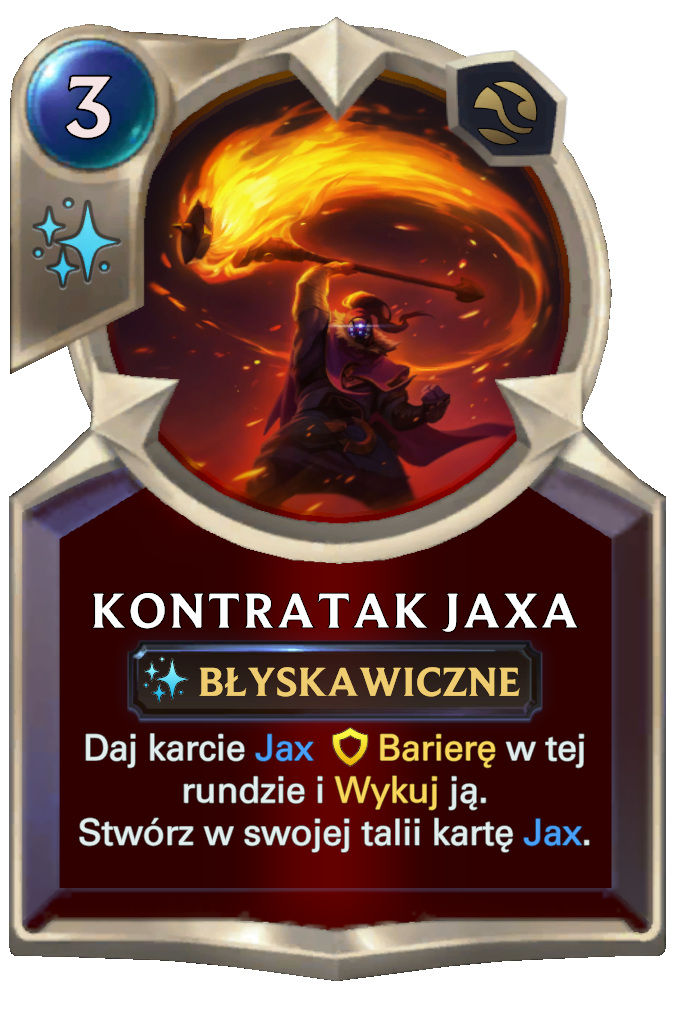 3
KONTRATAK JAXA
BŁYSKAWICZNE
Daj karcie Jax Barierę w tej
rundzie i Wykuj ją.
Stwórz w swojej talii kartę Jax.